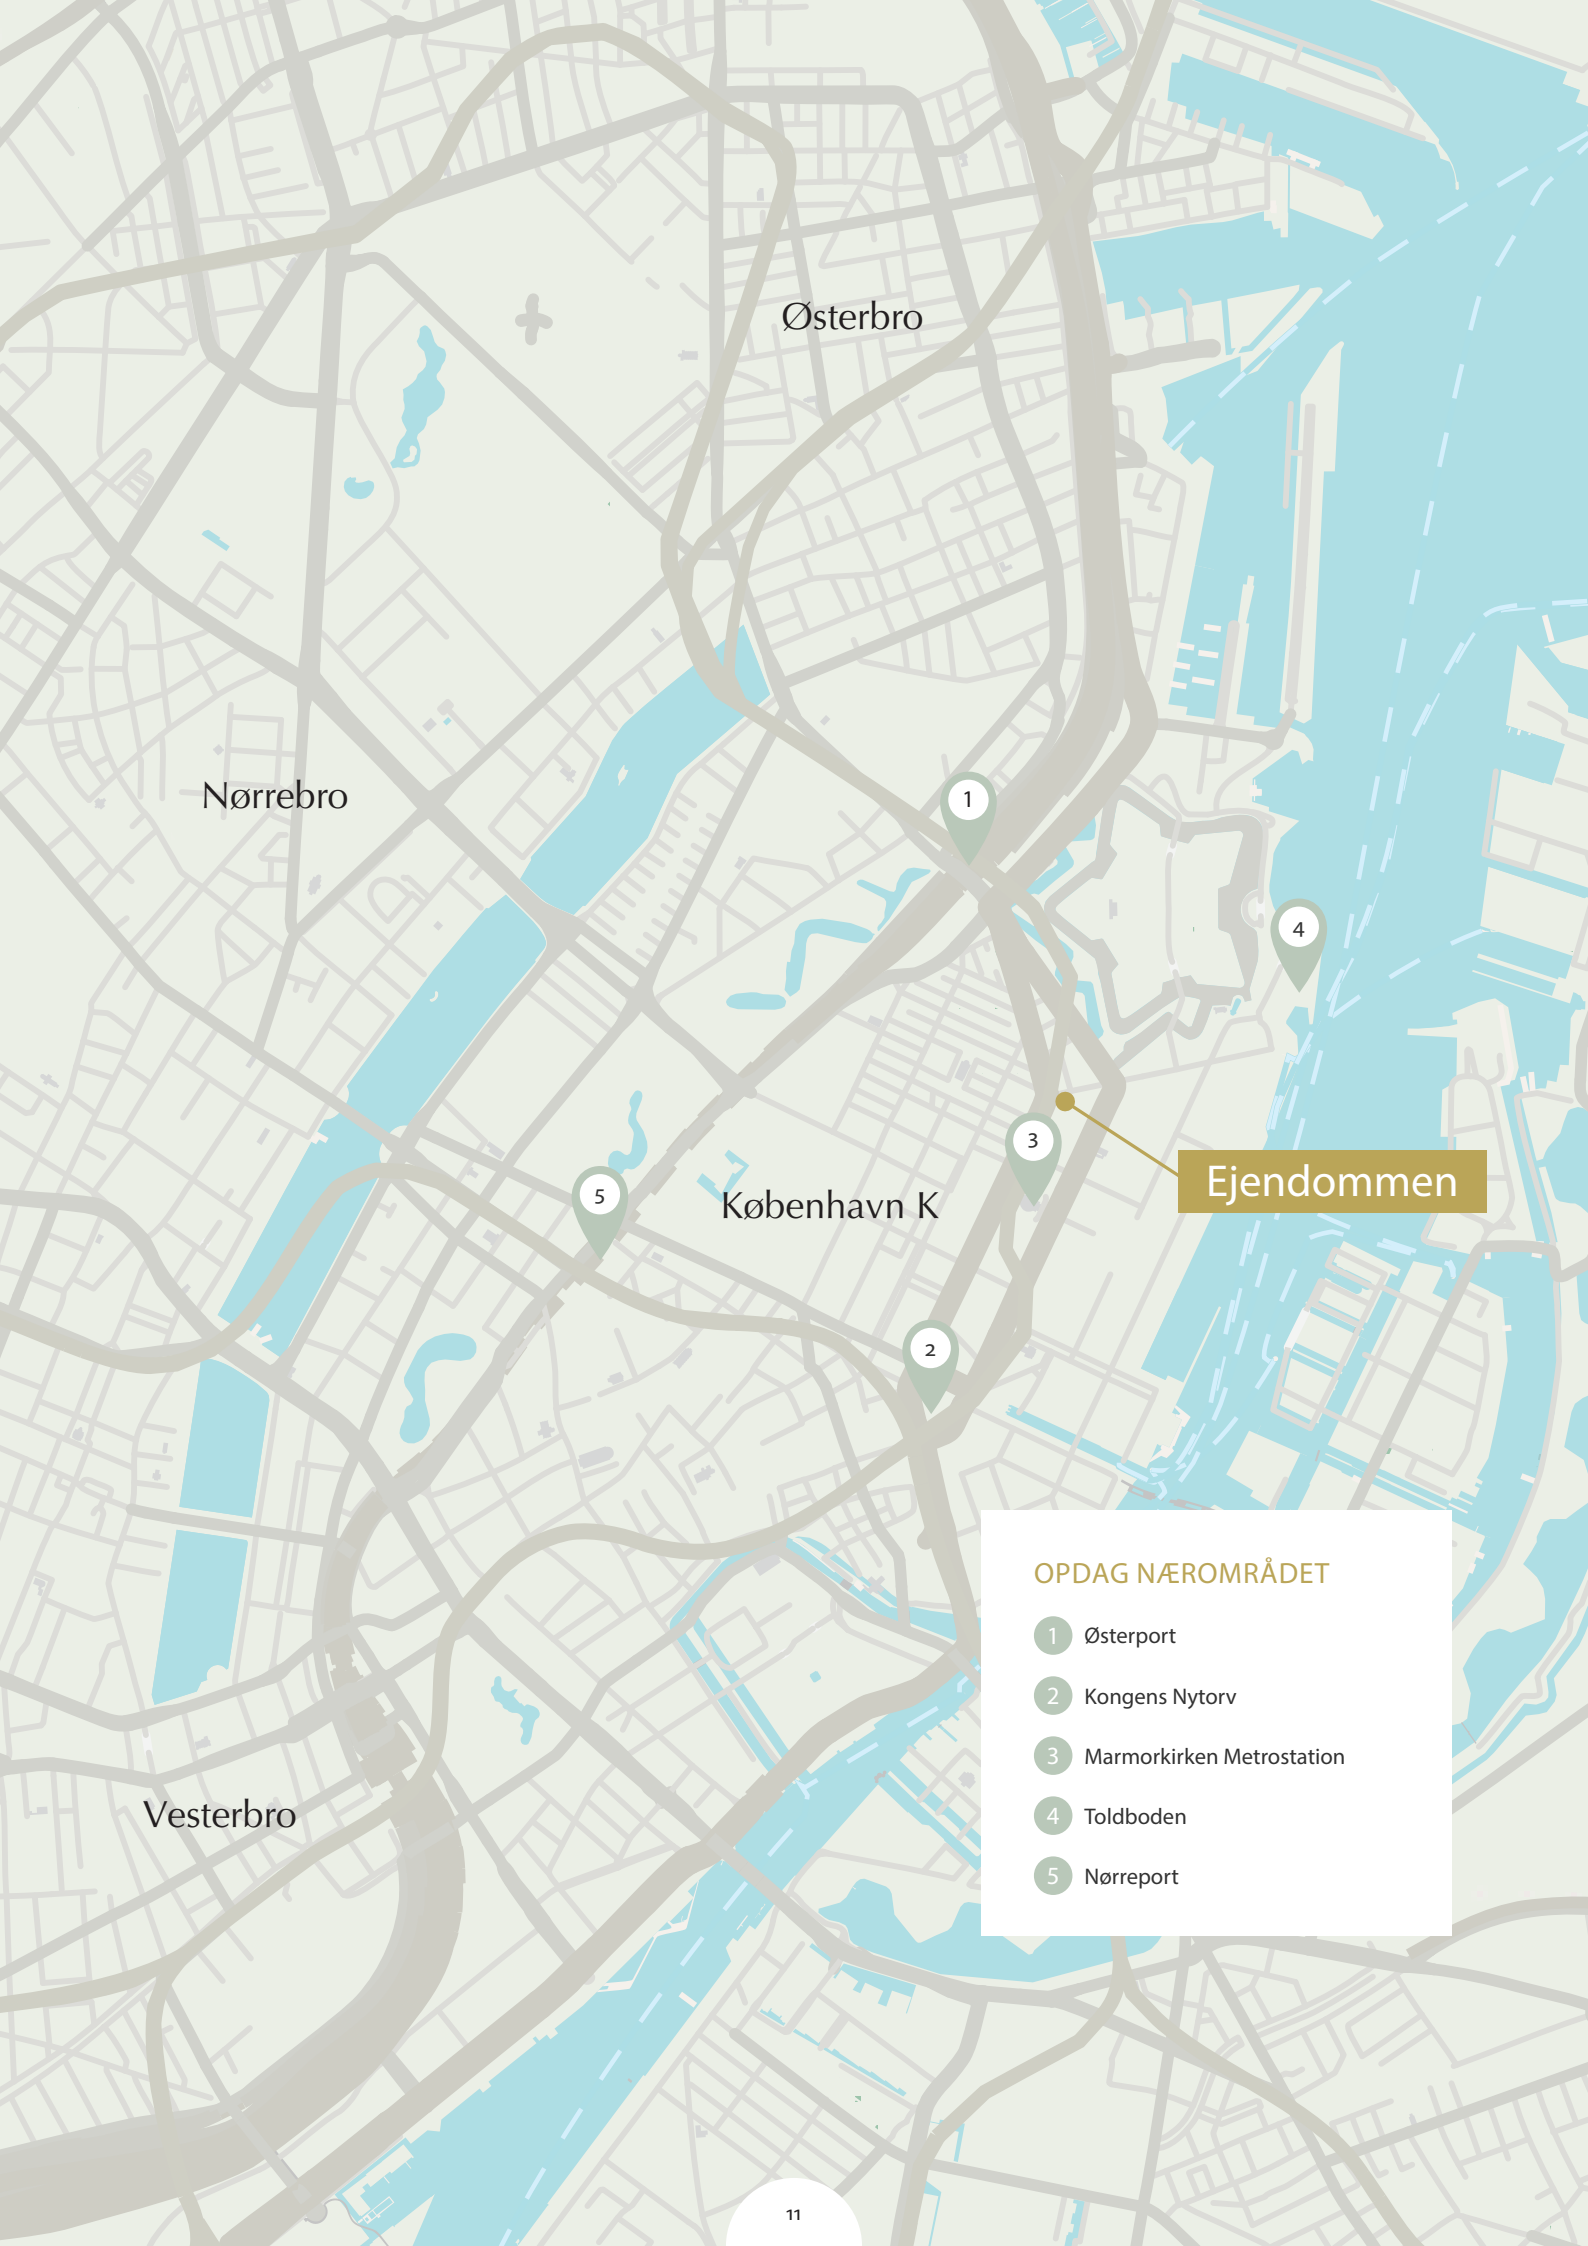 Østerbro
Nørrebro
1
4
3
Ejendommen
5
København K
2
OPDAG NÆROMRÅDET
1 Østerport
2 Kongens Nytorv
3 Marmorkirken Metrostation
4 Toldboden
5 Nørreport
Vesterbro
11